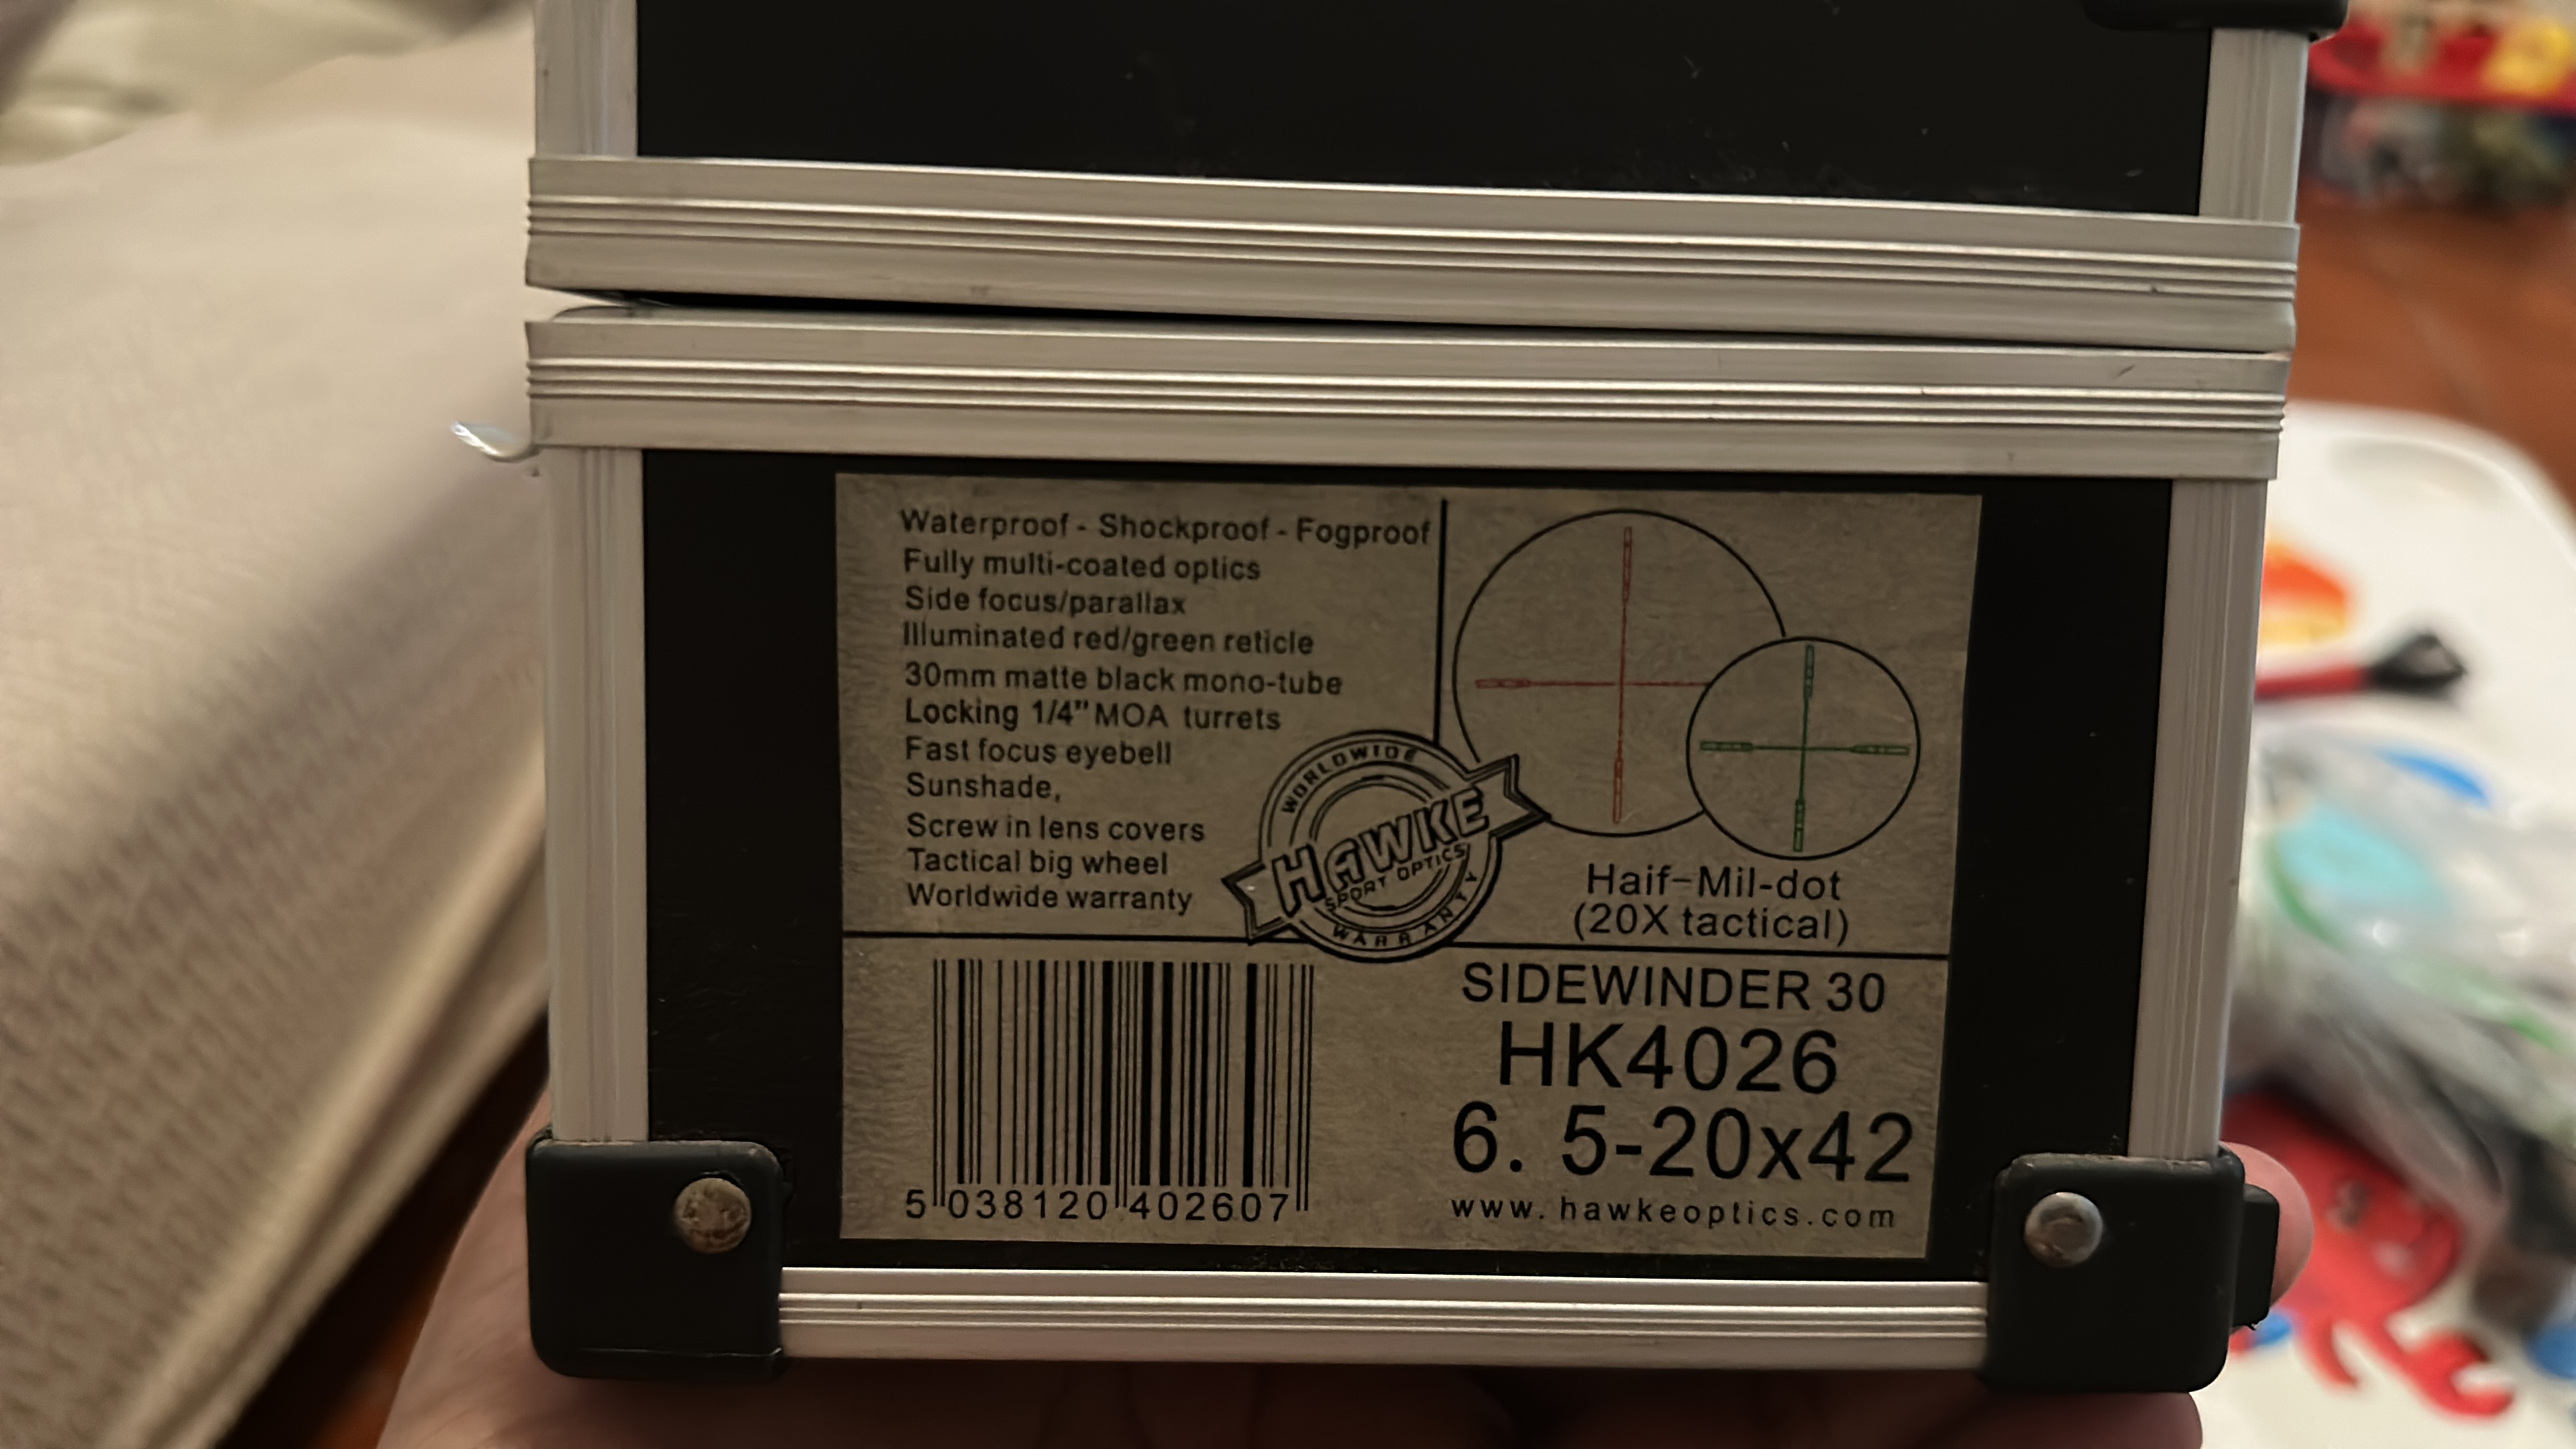 Waterproof - Shockproof - Fogproof
Fully multi-coated optics
Side focus/parallax
Illuminated red/green reticle
30mm matte black mono-tube
Locking 1/4" MOA turrets
Fast focus eyebell
Sunshade,
Screw in lens covers
Tactical big wheel
Worldwide warranty
WORLDWIDE
HAWKE
SPORT OPTICS
WARRANTY
Haif-Mil-dot
(20X tactical)
SIDEWINDER 30
HK4026
6. 5-20x42
www. hawkeoptics.com
5 038120 402607